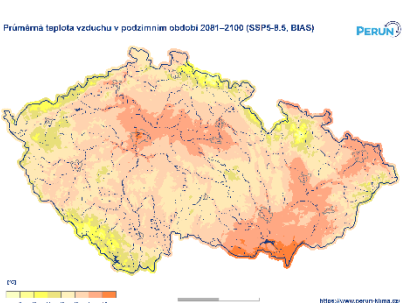 Průměrná teplota vzduchu v podzimním období 2081–2100 (SSP5-8.5, BIAS)
PERUN
[°C]
https://www.perun-klima.cz/